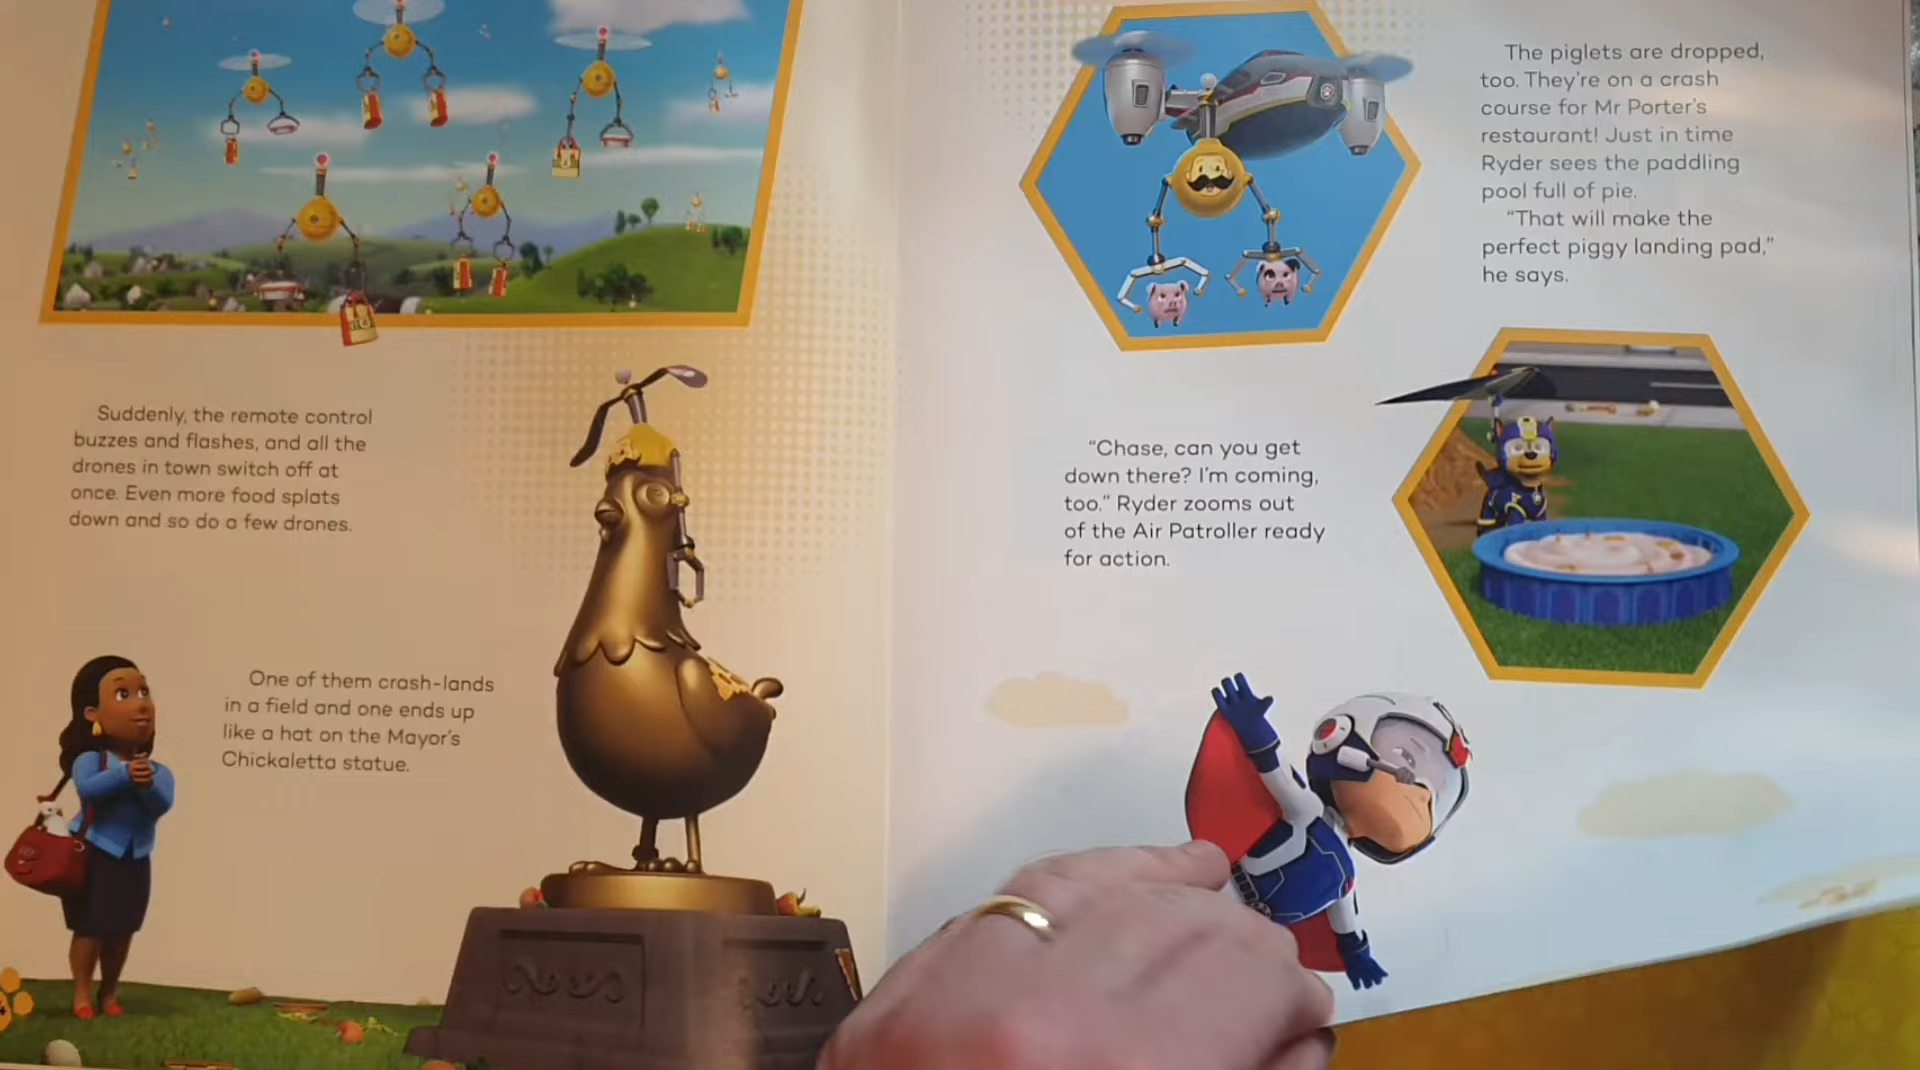 Suddenly, the remote control
buzzes and flashes, and all the
drones in town switch off at
once. Even more food splats
down and so do a few drones.
One of them crash-lands
in a field and one ends up
like a hat on the Mayor's
Chickaletta statue.
The piglets are dropped,
too. They're on a crash
course for Mr Porter's
restaurant! Just in time
Ryder sees the paddling
pool full of pie.
“That will make the
perfect piggy landing pad,”
he says.
“Chase, can you get
down there? I'm coming,
too.” Ryder zooms out
of the Air Patroller ready
for action.